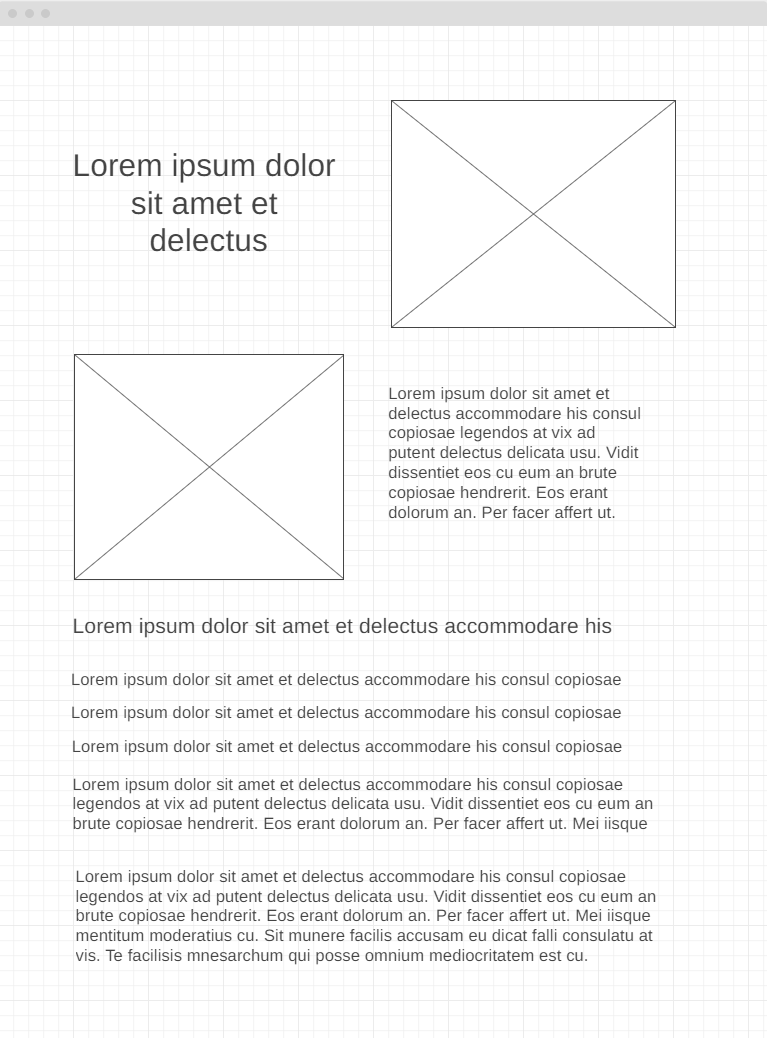 Lorem ipsum dolor
sit amet et
delectus
Lorem ipsum dolor sit amet et
delectus accommodare his consul
copiosae legendos at vix ad
putent delectus delicata usu. Vidit
dissentiet eos cu eum an brute
copiosae hendrerit. Eos erant
dolorum an. Per facer affert ut.
Lorem ipsum dolor sit amet et delectus accommodare his
Lorem ipsum dolor sit amet et delectus accommodare his consul copiosae
Lorem ipsum dolor sit amet et delectus accommodare his consul copiosae
Lorem ipsum dolor sit amet et delectus accommodare his consul copiosae
Lorem ipsum dolor sit amet et delectus accommodare his consul copiosae
legendos at vix ad putent delectus delicata usu. Vidit dissentiet eos cu eum an
brute copiosae hendrerit. Eos erant dolorum an. Per facer affert ut. Mei iisque
Lorem ipsum dolor sit amet et delectus accommodare his consul copiosae
legendos at vix ad putent delectus delicata usu. Vidit dissentiet eos cu eum an
brute copiosae hendrerit. Eos erant dolorum an. Per facer affert ut. Mei iisque
mentitum moderatius cu. Sit munere facilis accusam eu dicat falli consulatu at
vis. Te facilisis mnesarchum qui posse omnium mediocritatem est cu.